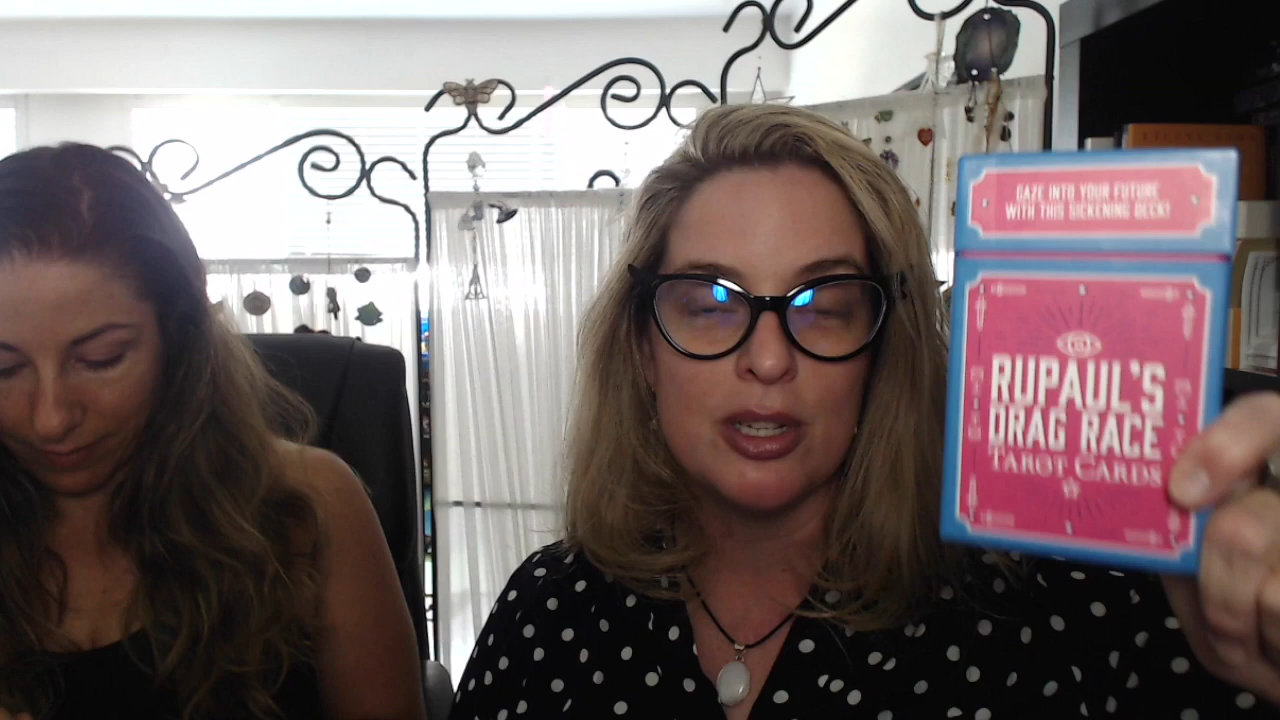 GAZE INTO YOUR FUTURE
WITH THIS SICKENING DECK!
RUPAUL'S
DRAG RACE
TAROT CARDS